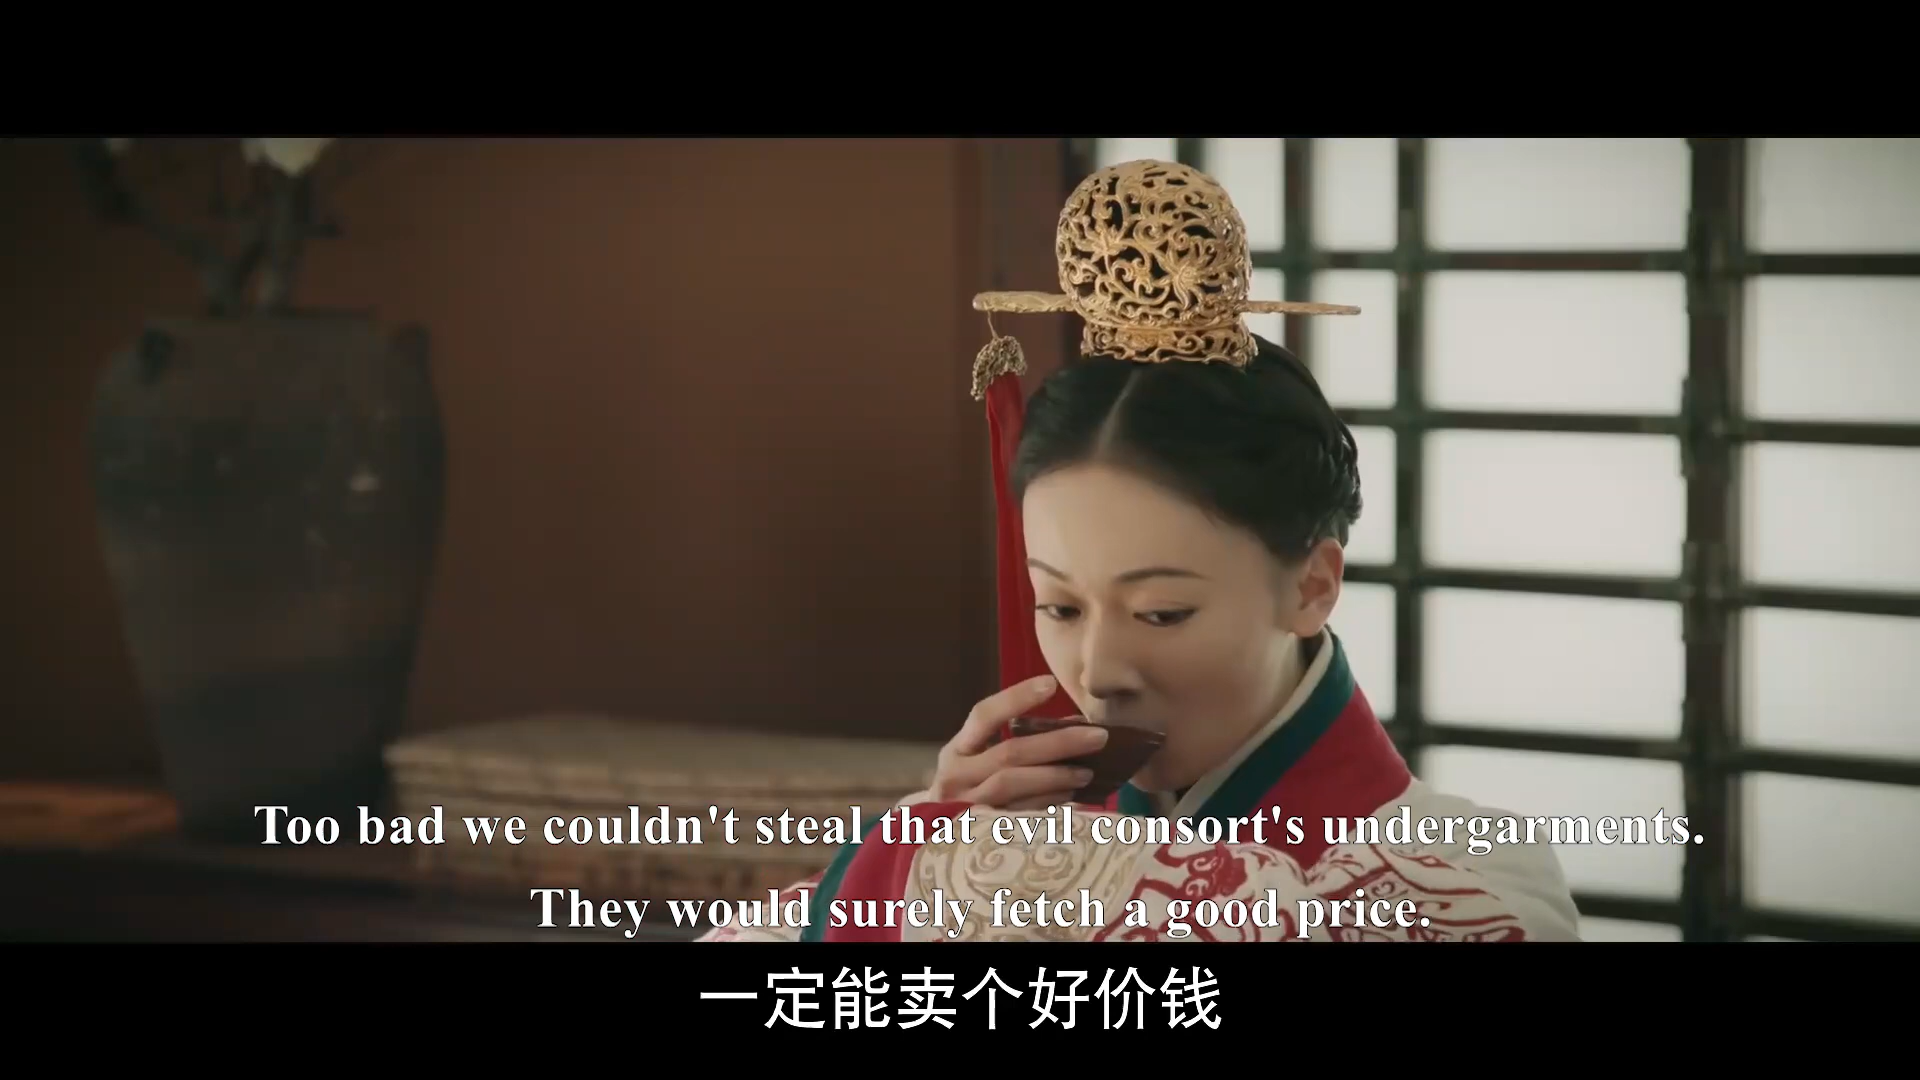 Too bad we couldn't steal that evil consort's undergarments.
They would surely fetch a good price.
一定能卖个好价钱